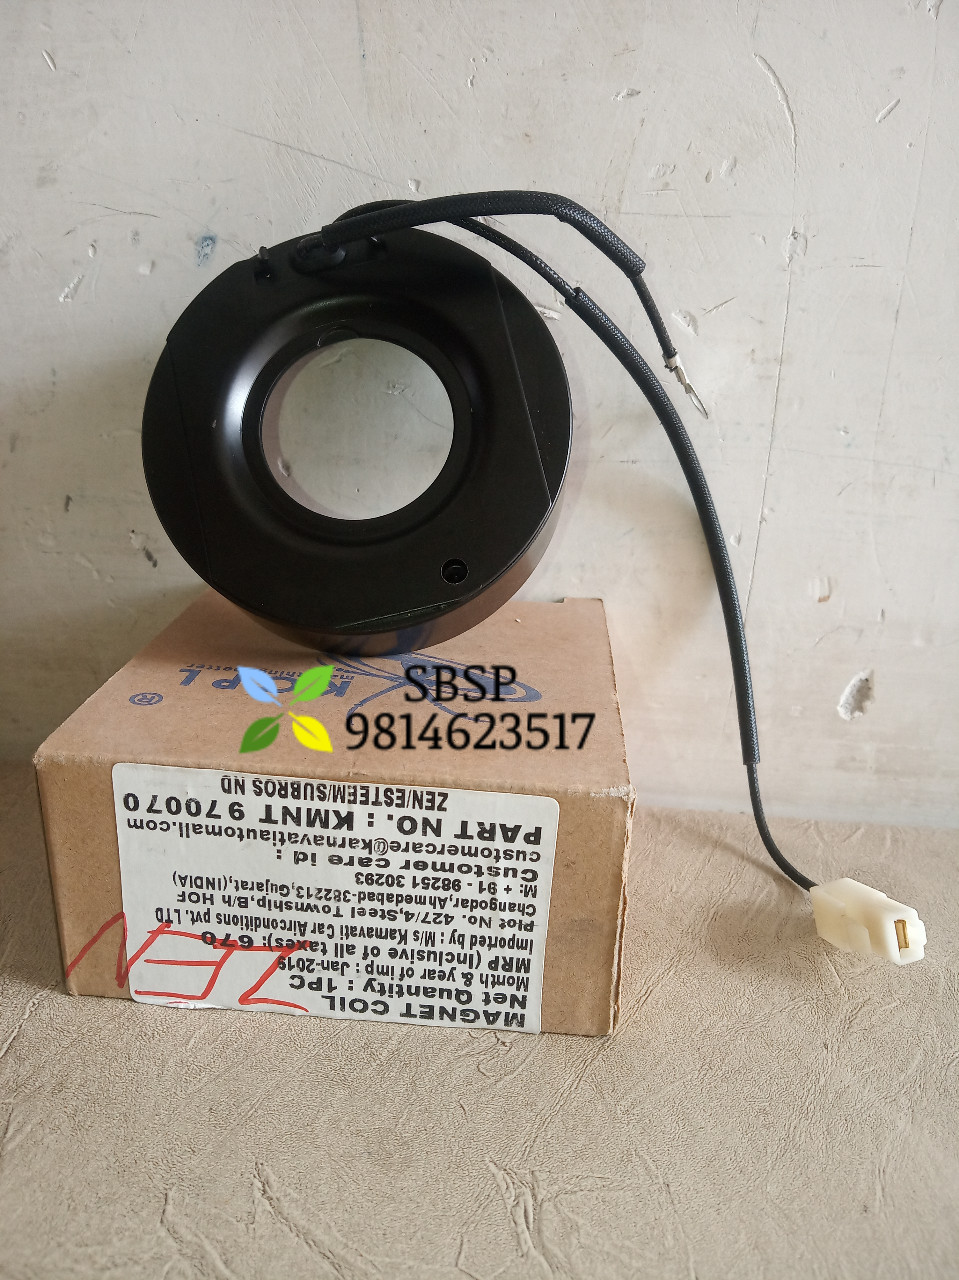 SBSP
9814623517
KCPL
®
MAGNET COIL
Net Quantity : 1PC
Month & year of imp : Jan-2019
MRP (Inclusive of all taxes): 670
Imported by : M/s Karnavati Car Airconditions pvt. LTD
Plot No. 427/4,Steel Township,B/h HOF
Changodar,Ahmedabad-382213,Gujarat,(INDIA)
M: + 91 - 98251 30293
Customer care id :
customercare@karnavatiautomall.com
PART NO. : KMNT 970070
ZEN/ESTEEM/SUBROS ND
ZEN